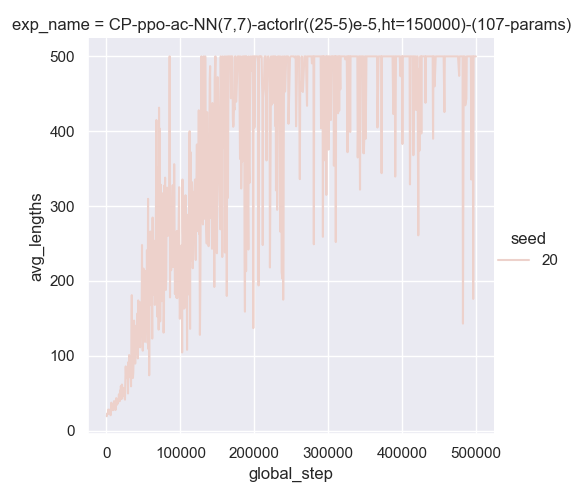 exp_name = CP-ppo-ac-NN(7,7)-actorlr((25-5)e-5,ht=150000)-(107-params)
500
400
300
200
100
0
avg_lengths
0 100000 200000 300000 400000 500000
global_step
seed
20